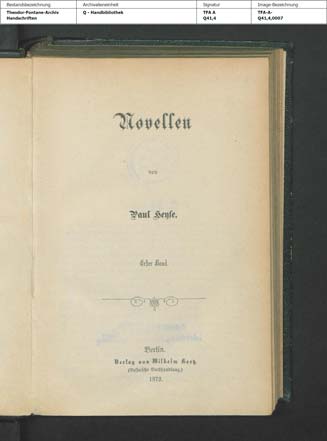 Bestandsbezeichnung
Archivalieneinheit
Signatur
Image-Bezeichnung
Theodor-Fontane-Archiv
Handschriften
Q - Handbibliothek
TFA A
Q41,4
TFA-A-
Q41,4,0007
Novellen
von
Paul Heyse.
Erster Band.
Berlin.
Verlag von Wilhelm Hertz.
(Bessersche Buchhandlung.)
1872.